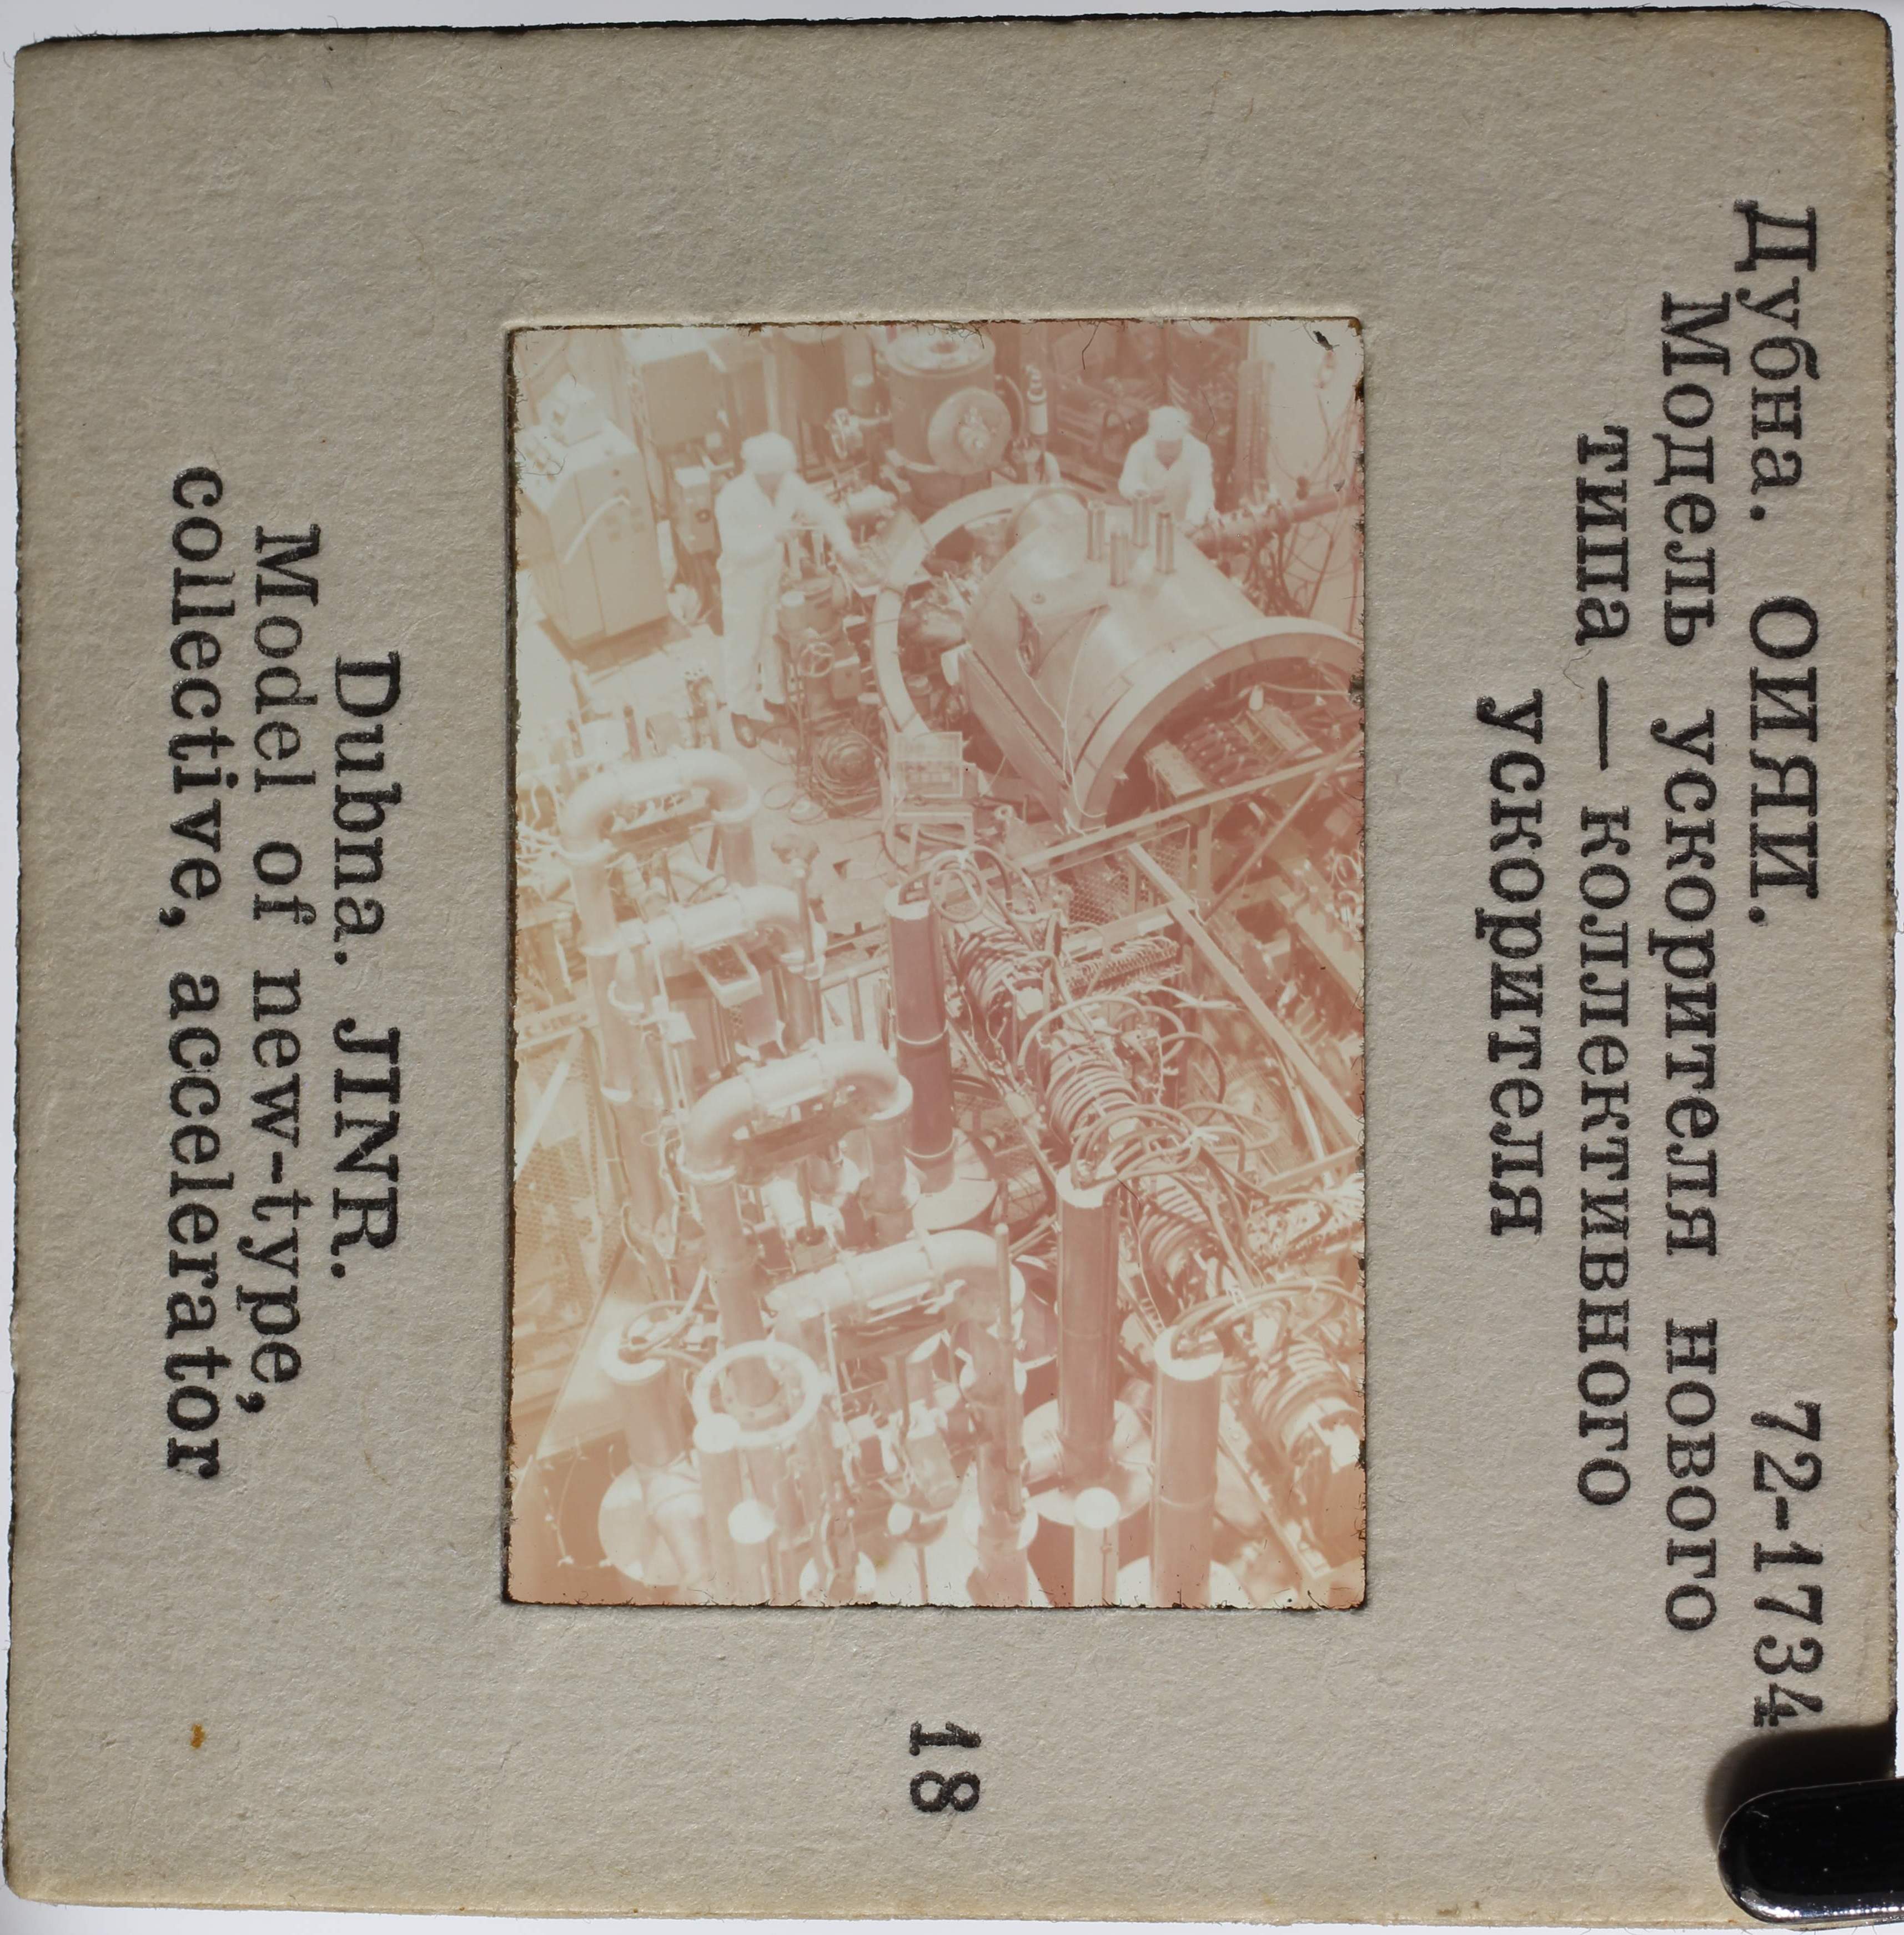 Дубна. ОИЯИ. 72-1734
Модель ускорителя нового
типа — коллективного
ускорителя
Dubna. JINR.
Model of new-type,
collective, accelerator
18